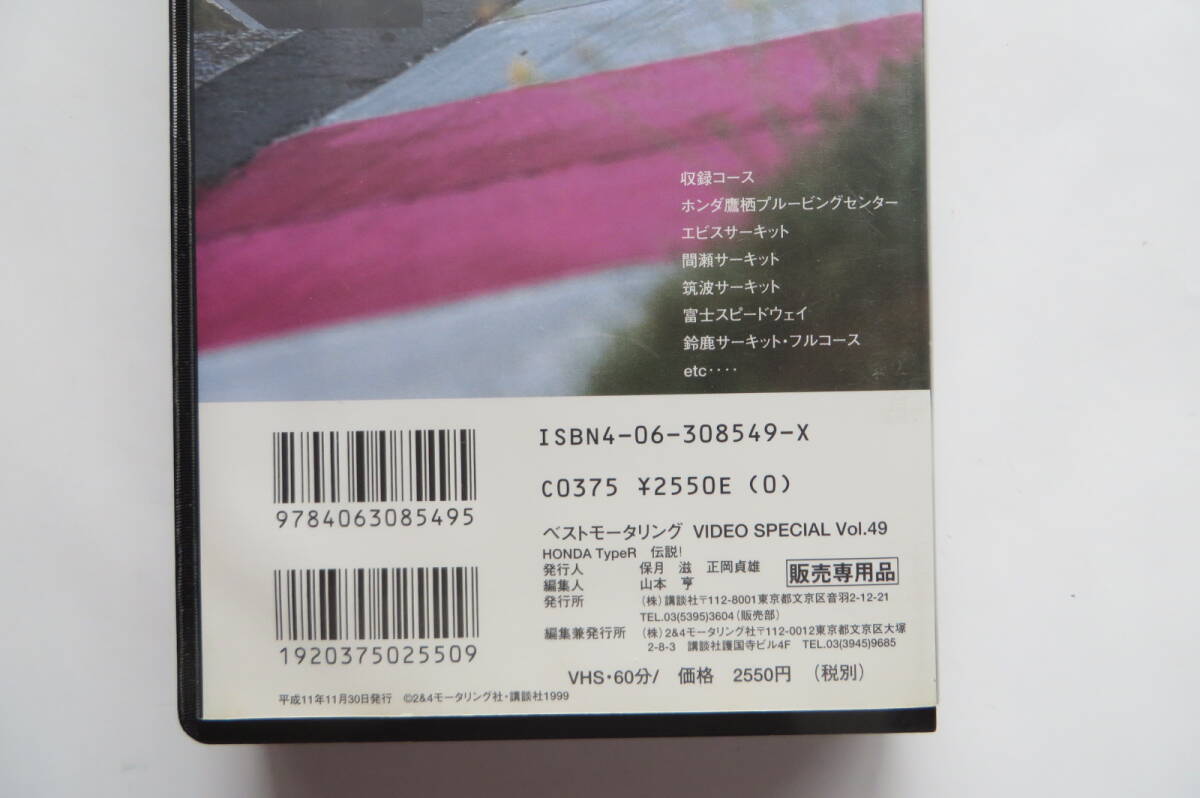 収録コース
ホンダ鷹栖プルービングセンター
エビスサーキット
間瀬サーキット
筑波サーキット
富士スピードウェイ
鈴鹿サーキット・フルコース
etc‥‥
ISBN4-06-308549-X
C0375 ¥2550E (0)
9784063085495
1920375025509
ベストモータリング VIDEO SPECIAL Vol.49
HONDA TypeR 伝説!
発行人 保月 滋 正岡貞雄
編集人 山本 亨
販売専用品
発行所 (株)講談社〒112-8001東京都文京区音羽2-12-21
TEL.03(5395)3604(販売部)
編集兼発行所 (株)2&4モータリング社〒112-0012東京都文京区大塚
2-8-3 講談社護国寺ビル4F TEL.03(3945)9685
VHS・60分/ 価格 2550円 (税別)
平成11年11月30日発行 ©2&4モータリング社・講談社1999